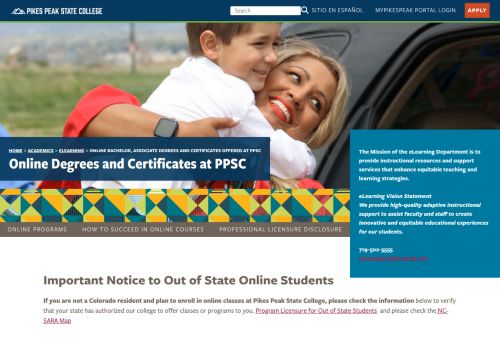 PIKES PEAK STATE COLLEGE
Search
SITIO EN ESPAÑOL
MYPIKESPEAK PORTAL LOGIN
APPLY
HOME > ACADEMICS > ELEARNING > ONLINE BACHELOR, ASSOCIATE DEGREES AND CERTIFICATES OFFERED AT PPSC
Online Degrees and Certificates at PPSC
The Mission of the eLearning Department is to
provide instructional resources and support
services that enhance equitable teaching and
learning strategies.
eLearning Vision Statement
We provide high-quality adaptive instructional
support to assist faculty and staff to create
innovative and equitable educational experiences
for our students.
719-502-3555
ONLINE PROGRAMS
HOW TO SUCCEED IN ONLINE COURSES
PROFESSIONAL LICENSURE DISCLOSURE
Important Notice to Out of State Online Students
If you are not a Colorado resident and plan to enroll in online classes at Pikes Peak State College, please check the information below to verify
that your state has authorized our college to offer classes or programs to you, Program Licensure for Out of State Students and please check the NC-
SARA Map